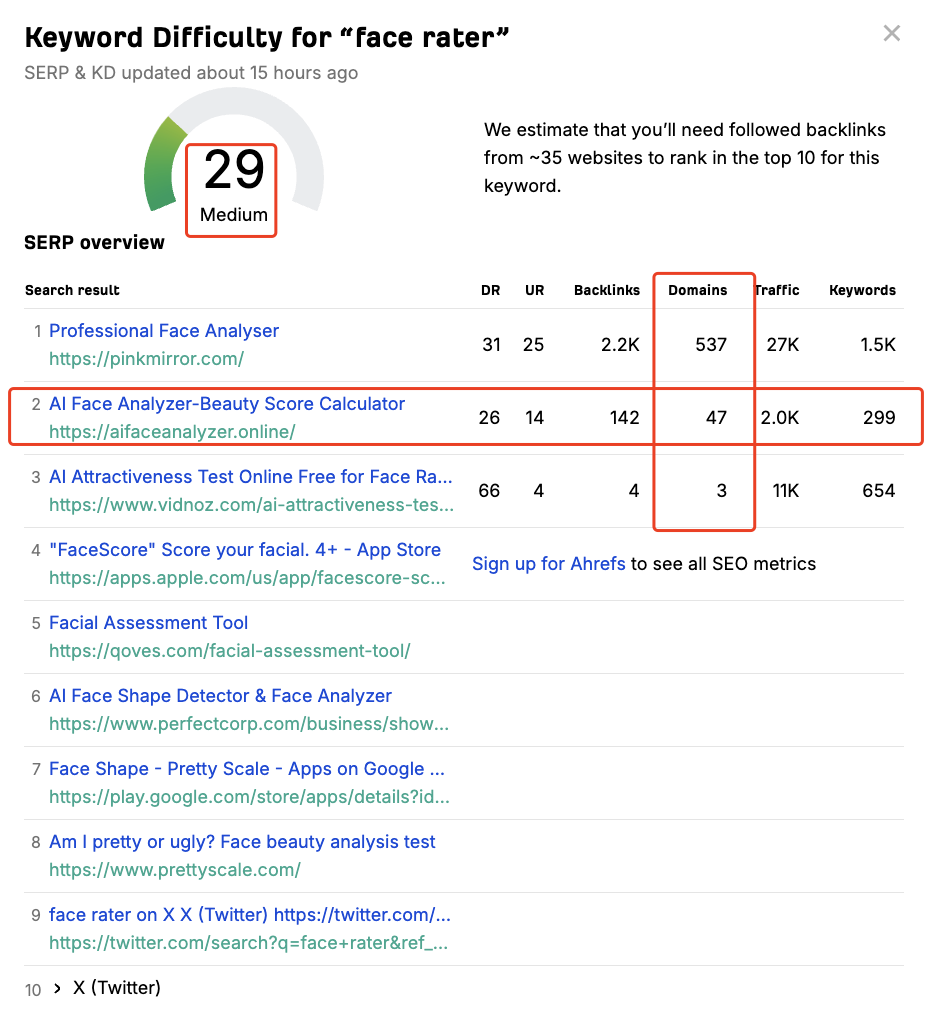 Keyword Difficulty for “face rater”
SERP & KD updated about 15 hours ago
29
Medium
We estimate that you’ll need followed backlinks
from ~35 websites to rank in the top 10 for this
keyword.
SERP overview
Search result DR UR Backlinks Domains Traffic Keywords
1 Professional Face Analyser
https://pinkmirror.com/
31 25 2.2K 537 27K 1.5K
2 AI Face Analyzer-Beauty Score Calculator
https://aifaceanalyzer.online/
26 14 142 47 2.0K 299
3 AI Attractiveness Test Online Free for Face Ra...
https://www.vidnoz.com/ai-attractiveness-tes...
66 4 4 3 11K 654
4 "FaceScore" Score your facial. 4+ - App Store
https://apps.apple.com/us/app/facescore-sc...
Sign up for Ahrefs to see all SEO metrics
5 Facial Assessment Tool
https://qoves.com/facial-assessment-tool/
6 AI Face Shape Detector & Face Analyzer
https://www.perfectcorp.com/business/show...
7 Face Shape - Pretty Scale - Apps on Google ...
https://play.google.com/store/apps/details?id...
8 Am I pretty or ugly? Face beauty analysis test
https://www.prettyscale.com/
9 face rater on X X (Twitter) https://twitter.com/...
https://twitter.com/search?q=face+rater&ref_...
10 X (Twitter)